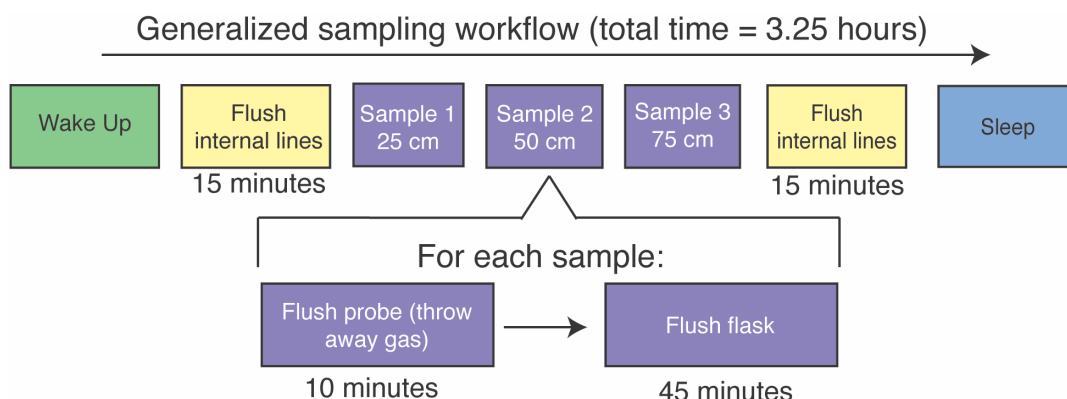 Generalized sampling workflow (total time = 3.25 hours)
Wake Up
Flush
internal lines
15 minutes
Sample 1
25 cm
Sample 2
50 cm
Sample 3
75 cm
Flush
internal lines
15 minutes
Sleep
For each sample:
Flush probe (throw
away gas)
10 minutes
Flush flask
45 minutes